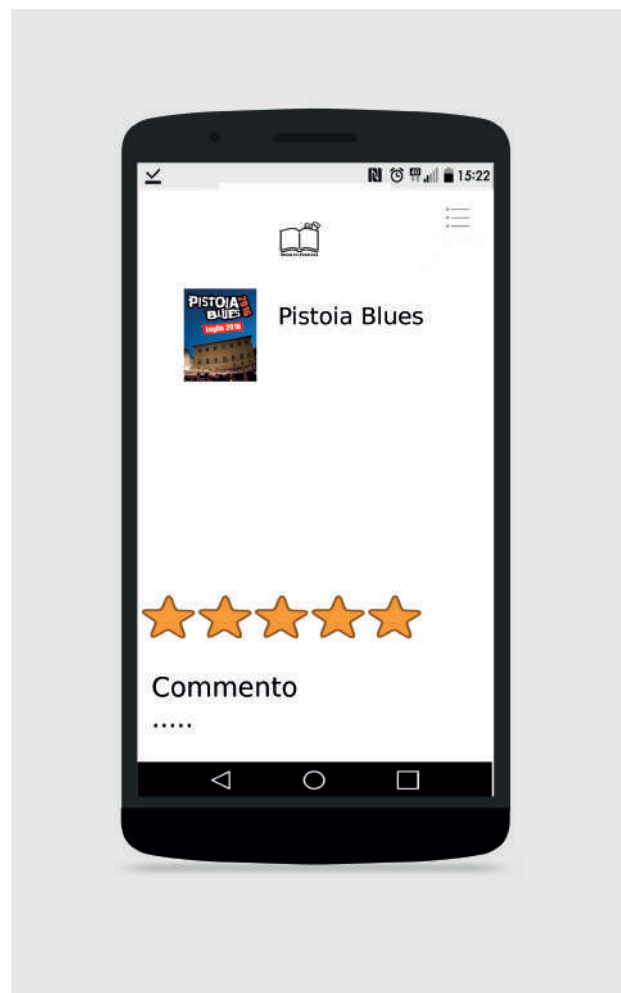 15:22
PISTOIA
BLUES
2016
luglio 2016
Pistoia Blues
Commento
.....